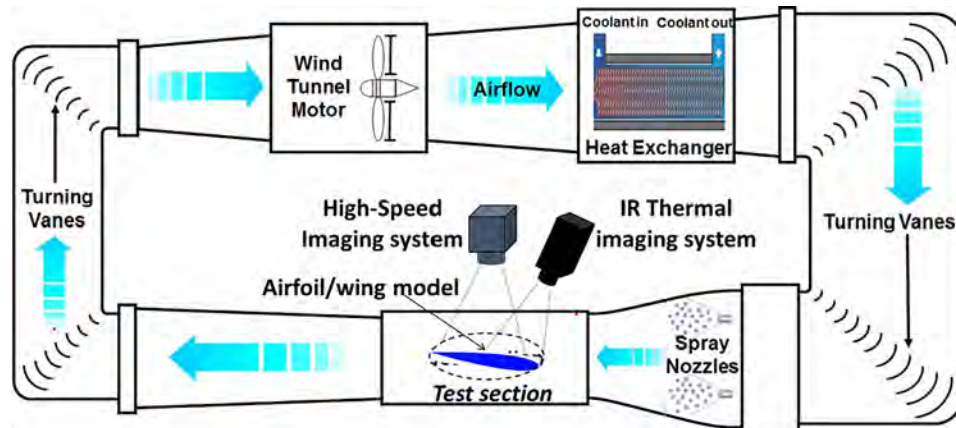 Coolant in
Coolant out
Wind
Tunnel
Motor
Airflow
Heat Exchanger
Turning
Vanes
High-Speed
Imaging system
IR Thermal
imaging system
Turning Vanes
Airfoil/wing model
Spray
Nozzles
Test section